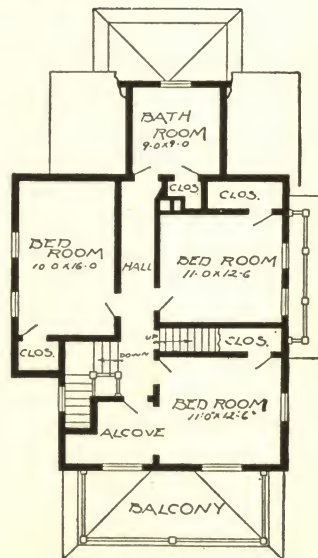 BATH
ROOM
9-0X9-0
CLOS.
CLOS.
BED
ROOM
10-0X16-0
HALL
BED ROOM
11-0X12-6
CLOS.
UP
DOWN
CLOS.
BED ROOM
11-0"X12-6"
ALCOVE
BALCONY